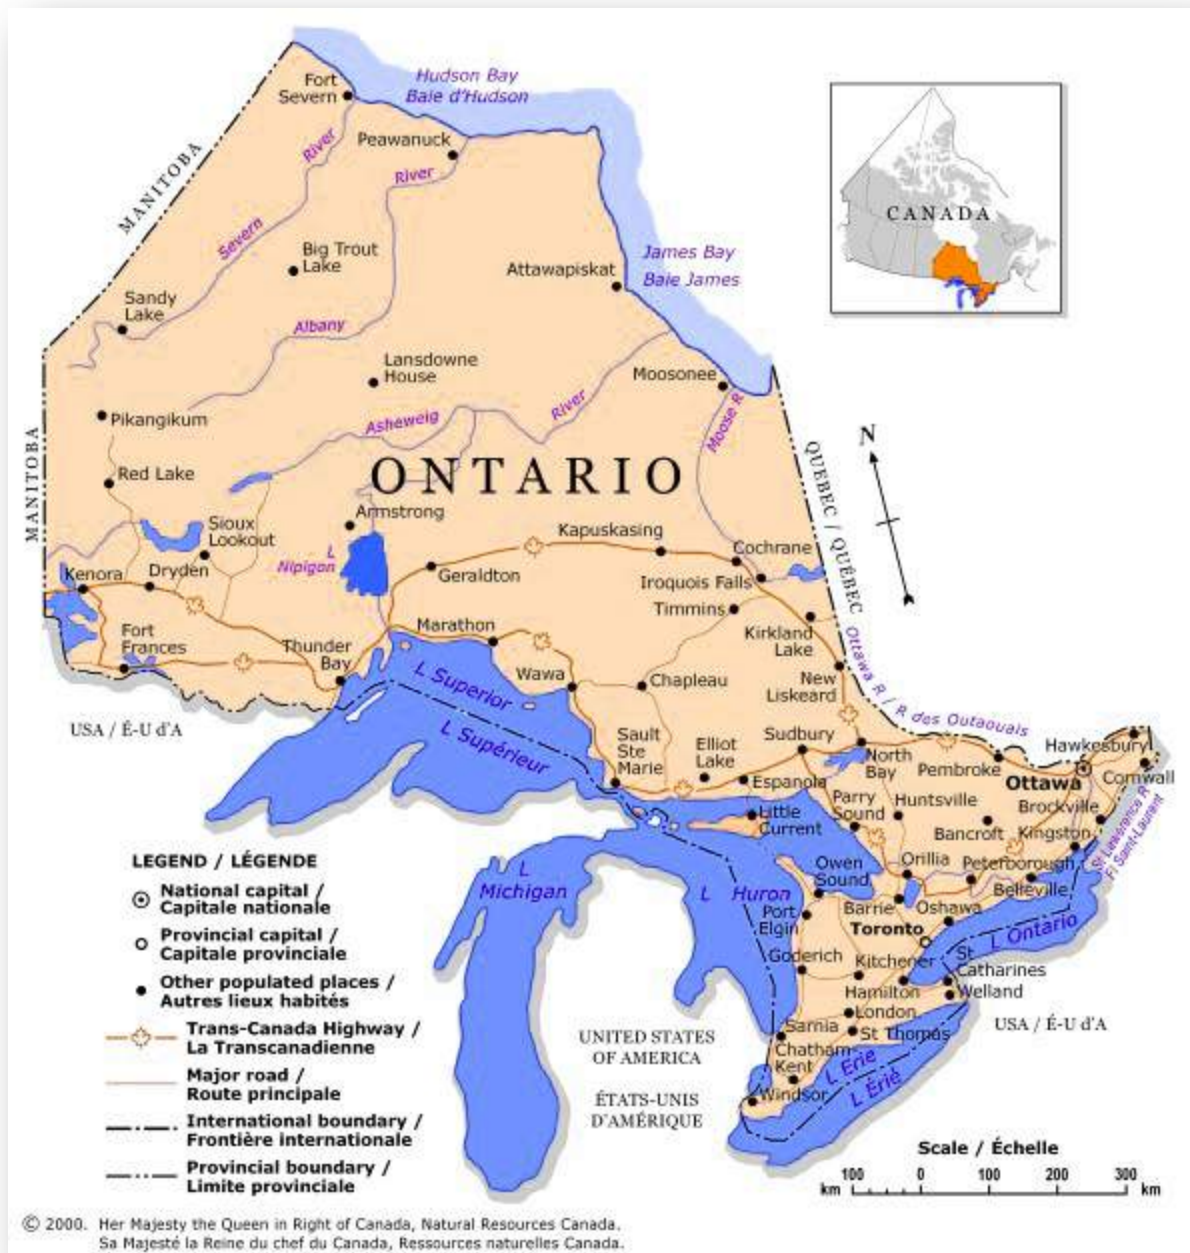 Hudson Bay
Baie d'Hudson
Fort
Severn
Peawanuck
River
River
MANITOBA
Severn
CANADA
Big Trout
Lake
James Bay
Baie James
Attawapiskat
Sandy
Lake
Albany
Lansdowne
House
Moosonee
Pikangikum
Asheweig
River
Moose R
MANITOBA
N
Red Lake
ONTARIO
QUEBEC / QUÉBEC
Armstrong
Sioux
Lookout
Kapuskasing
Cochrane
L
Nipigon
Kenora
Dryden
Geraldton
Iroquois Falls
Timmins
Marathon
Kirkland
Lake
Fort
Frances
Thunder
Bay
Ottawa R / R des Outaouais
L Superior
Wawa
Chapleau
New
Liskeard
USA / É-U d'A
L Supérieur
Sault
Ste
Marie
Elliot
Lake
Sudbury
North
Bay
Pembroke
Hawkesbury
Ottawa
Cornwall
Espanola
Little
Current
Parry
Sound
Huntsville
Bancroft
Brockville
Kingston
St Lawerence R
Fl Saint-Laurent
L
Michigan
L Huron
Owen
Sound
Orillia
Peterborough
Belleville
Port
Elgin
Barrie
Oshawa
Toronto
L Ontario
Goderich
Kitchener
St
Catharines
Hamilton
Welland
London
Sarnia
St Thomas
USA / É-U d'A
UNITED STATES
OF AMERICA
Chatham-
Kent
L Erie
L Érié
Windsor
ÉTATS-UNIS
D'AMÉRIQUE
LEGEND / LÉGENDE
National capital /
Capitale nationale
Provincial capital /
Capitale provinciale
Other populated places /
Autres lieux habités
Trans-Canada Highway /
La Transcanadienne
Major road /
Route principale
International boundary /
Frontière internationale
Provincial boundary /
Limite provinciale
Scale / Échelle
100 0 100 200 300
km km
© 2000. Her Majesty the Queen in Right of Canada, Natural Resources Canada.
Sa Majesté la Reine du chef du Canada, Ressources naturelles Canada.